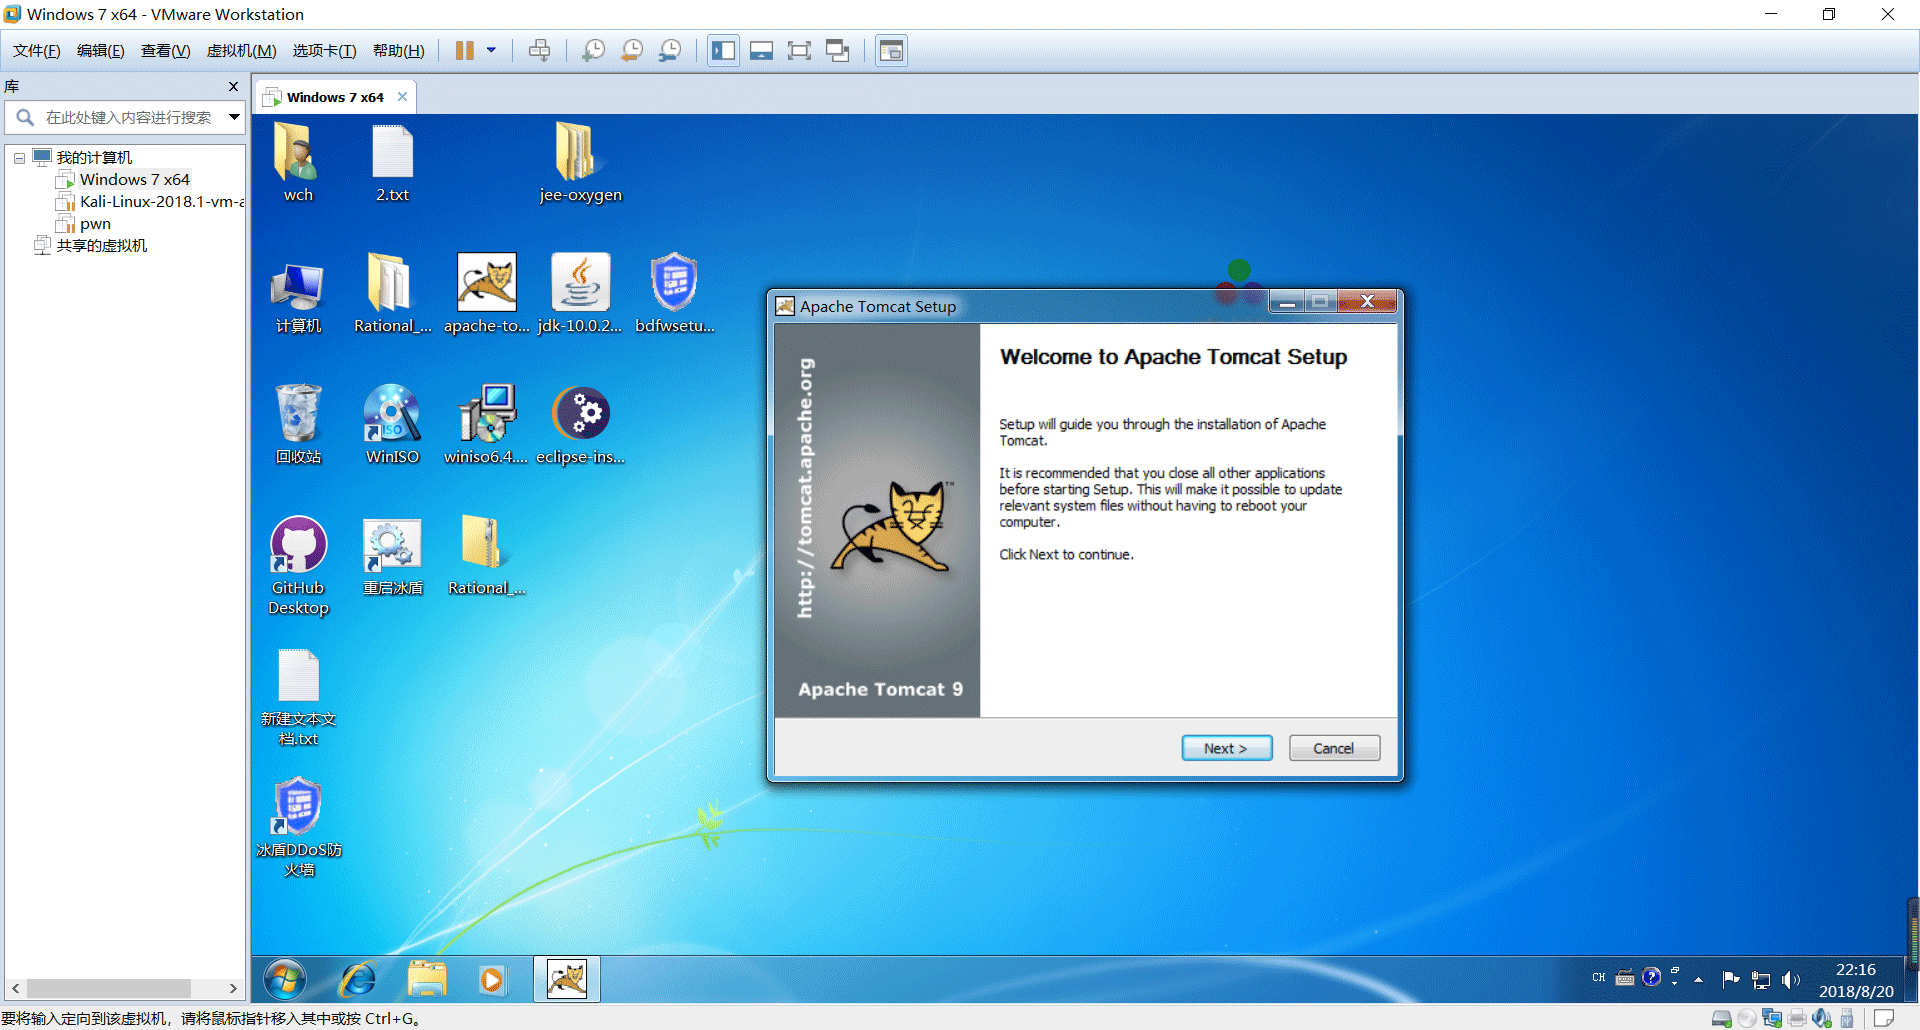 Windows 7 x64 - VMware Workstation
文件(F) 编辑(E) 查看(V) 虚拟机(M) 选项卡(T) 帮助(H)
库
Windows 7 x64
在此处键入内容进行搜索
我的计算机
Windows 7 x64
Kali-Linux-2018.1-vm-a
pwn
共享的虚拟机
wch
2.txt
jee-oxygen
计算机
Rational_...
apache-to...
jdk-10.0.2...
bdfwsetu...
回收站
WinISO
winiso6.4....
eclipse-ins...
GitHub
Desktop
重启冰盾
Rational_...
新建文本文
档.txt
冰盾DDoS防
火墙
Apache Tomcat Setup
http://tomcat.apache.org
Apache Tomcat 9
Welcome to Apache Tomcat Setup
Setup will guide you through the installation of Apache
Tomcat.
It is recommended that you close all other applications
before starting Setup. This will make it possible to update
relevant system files without having to reboot your
computer.
Click Next to continue.
Next >
Cancel
CH
22:16
2018/8/20
要将输入定向到该虚拟机，请将鼠标指针移入其中或按 Ctrl+G。